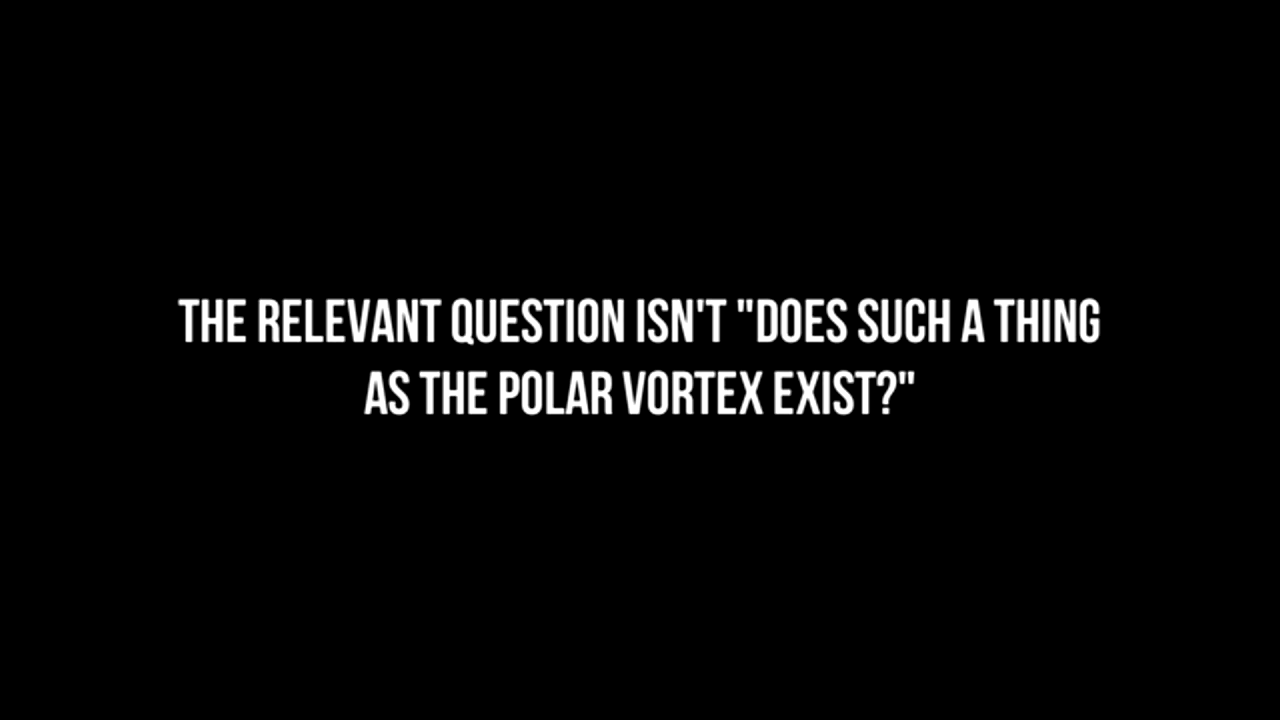 THE RELEVANT QUESTION ISN'T "DOES SUCH A THING
AS THE POLAR VORTEX EXIST?"